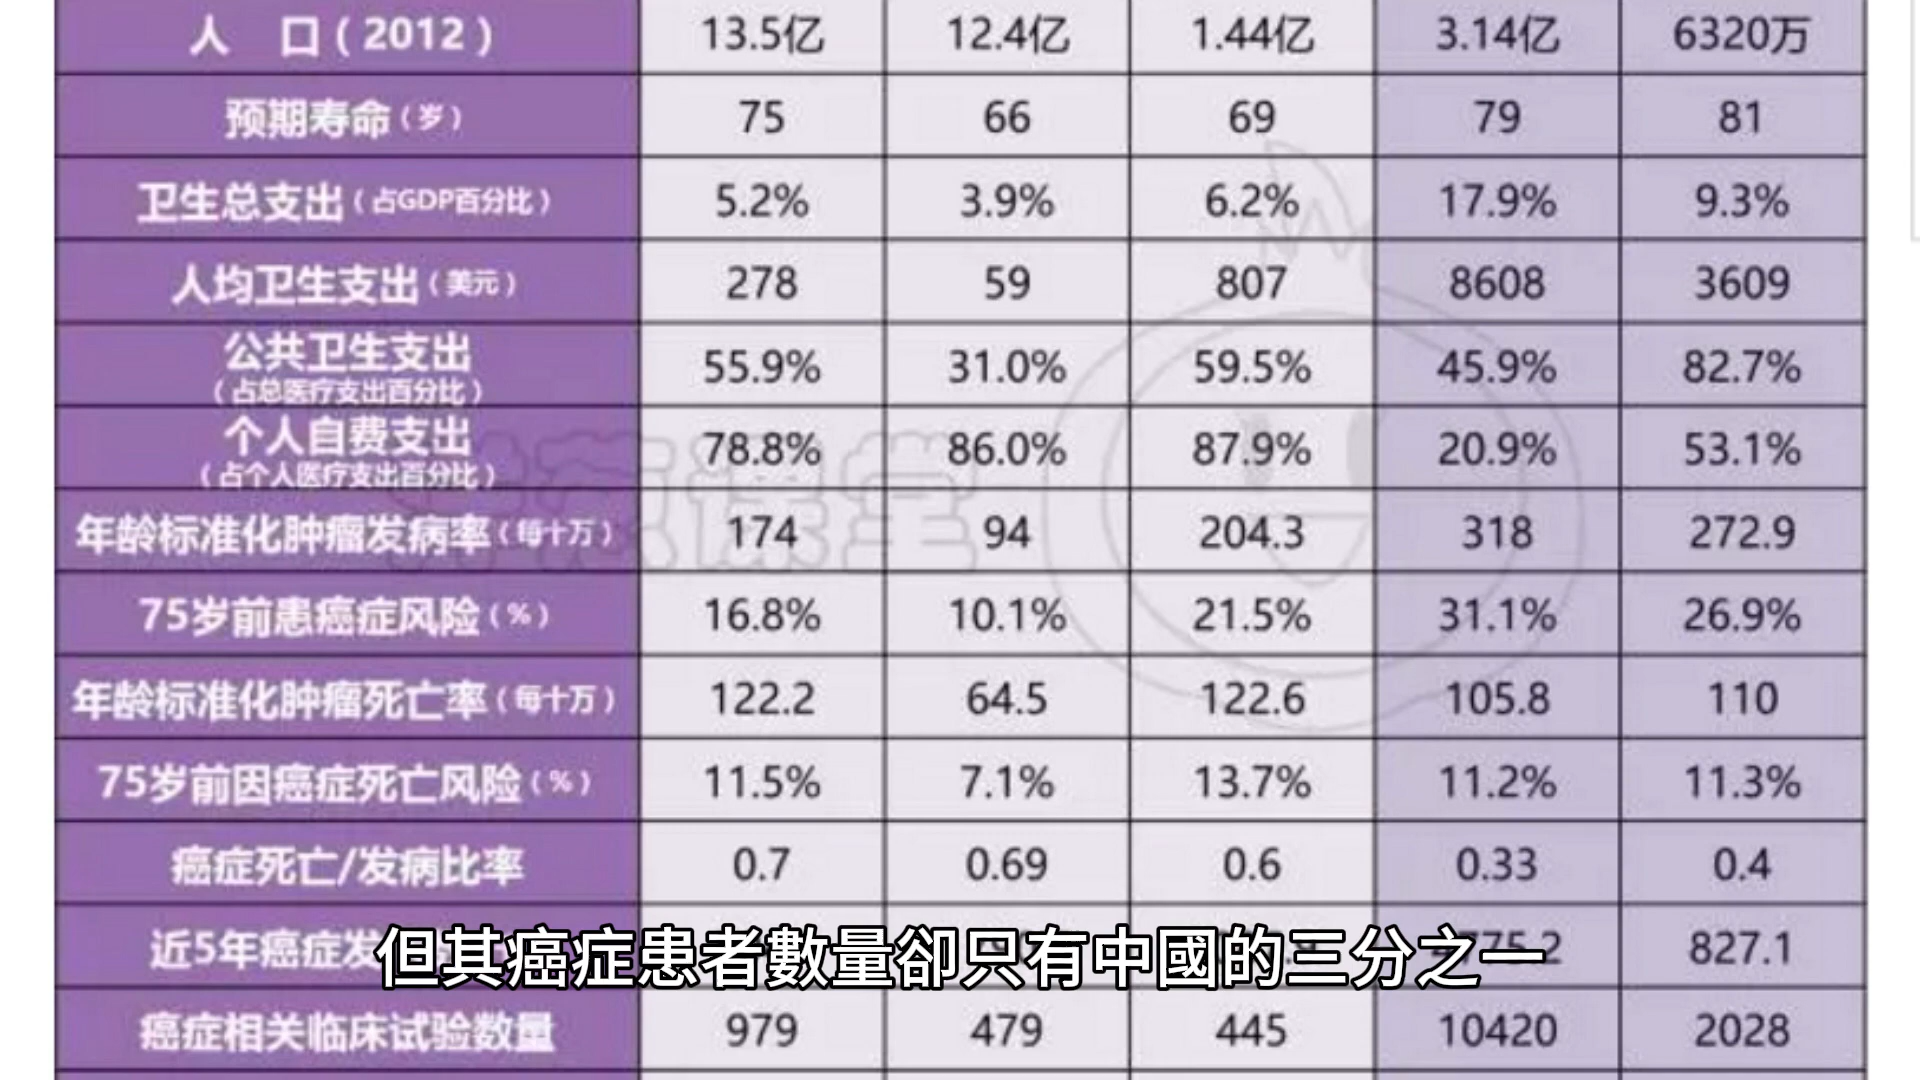 人 口（2012） 13.5亿 12.4亿 1.44亿 3.14亿 6320万
预期寿命（岁） 75 66 69 79 81
卫生总支出（占GDP百分比） 5.2% 3.9% 6.2% 17.9% 9.3%
人均卫生支出（美元） 278 59 807 8608 3609
公共卫生支出
（占总医疗支出百分比） 55.9% 31.0% 59.5% 45.9% 82.7%
个人自费支出
（占个人医疗支出百分比） 78.8% 86.0% 87.9% 20.9% 53.1%
年龄标准化肿瘤发病率（每十万） 174 94 204.3 318 272.9
75岁前患癌症风险（%） 16.8% 10.1% 21.5% 31.1% 26.9%
年龄标准化肿瘤死亡率（每十万） 122.2 64.5 122.6 105.8 110
75岁前因癌症死亡风险（%） 11.5% 7.1% 13.7% 11.2% 11.3%
癌症死亡/发病比率 0.7 0.69 0.6 0.33 0.4
近5年癌症发 827.1
但其癌症患者數量卻只有中國的三分之一
癌症相关临床试验数量 979 479 445 10420 2028